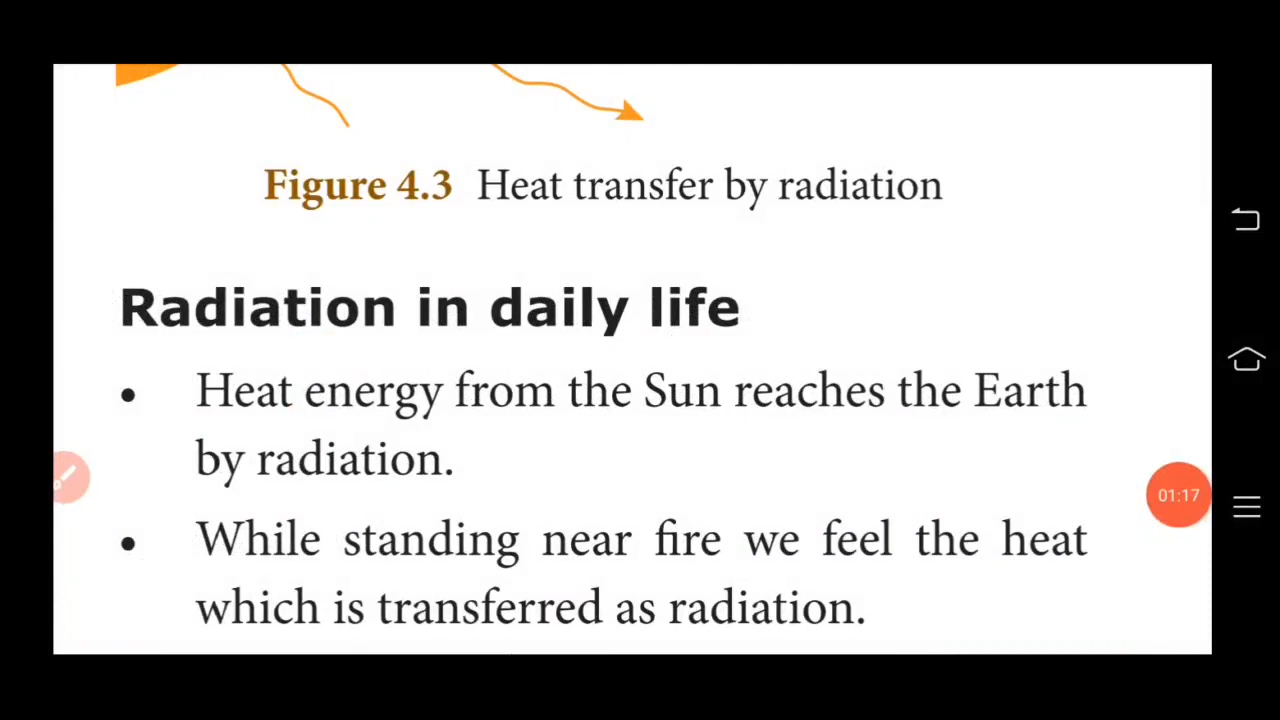 Figure 4.3 Heat transfer by radiation
Radiation in daily life
• Heat energy from the Sun reaches the Earth
by radiation.
01:17
• While standing near fire we feel the heat
which is transferred as radiation.